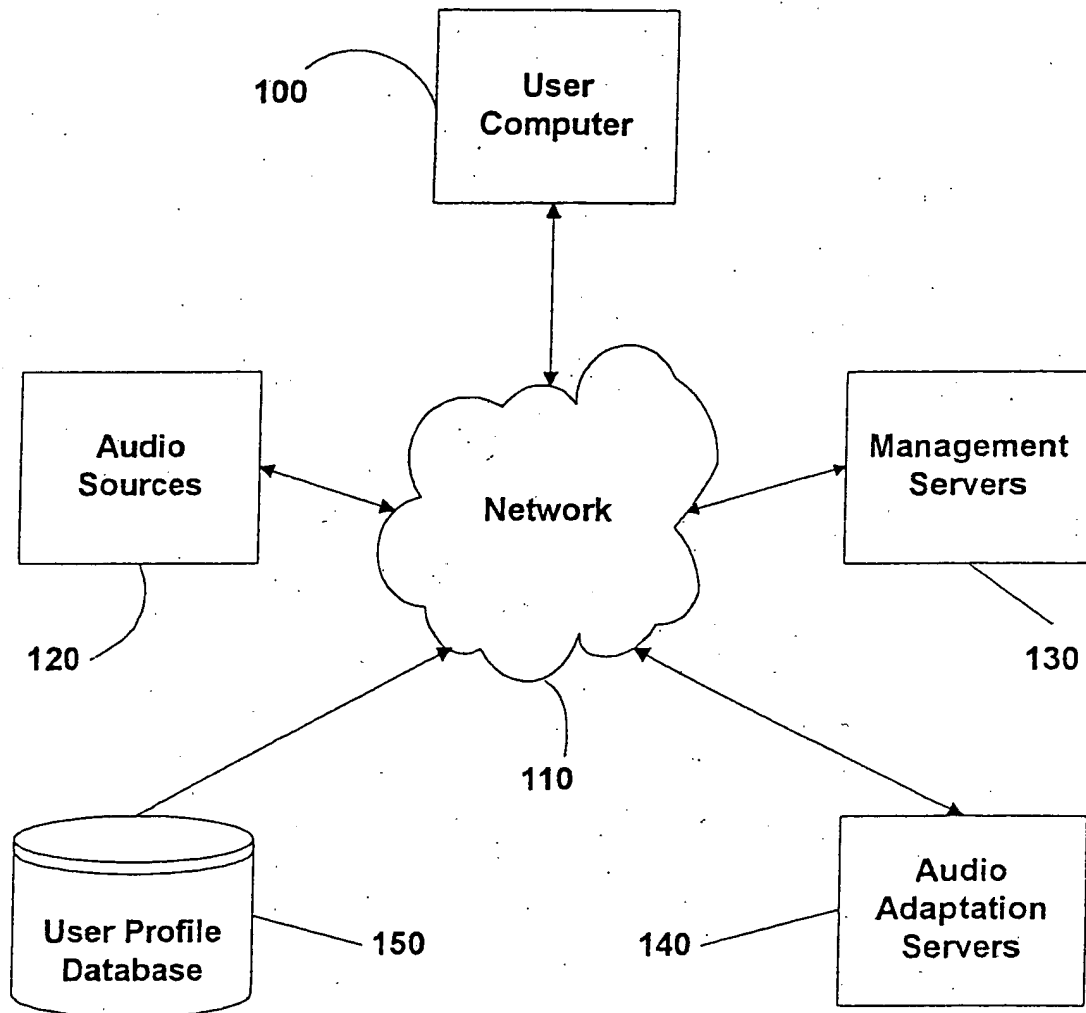 100
User
Computer
Audio
Sources
Network
Management
Servers
120
130
110
User Profile
Database
150
140
Audio
Adaptation
Servers